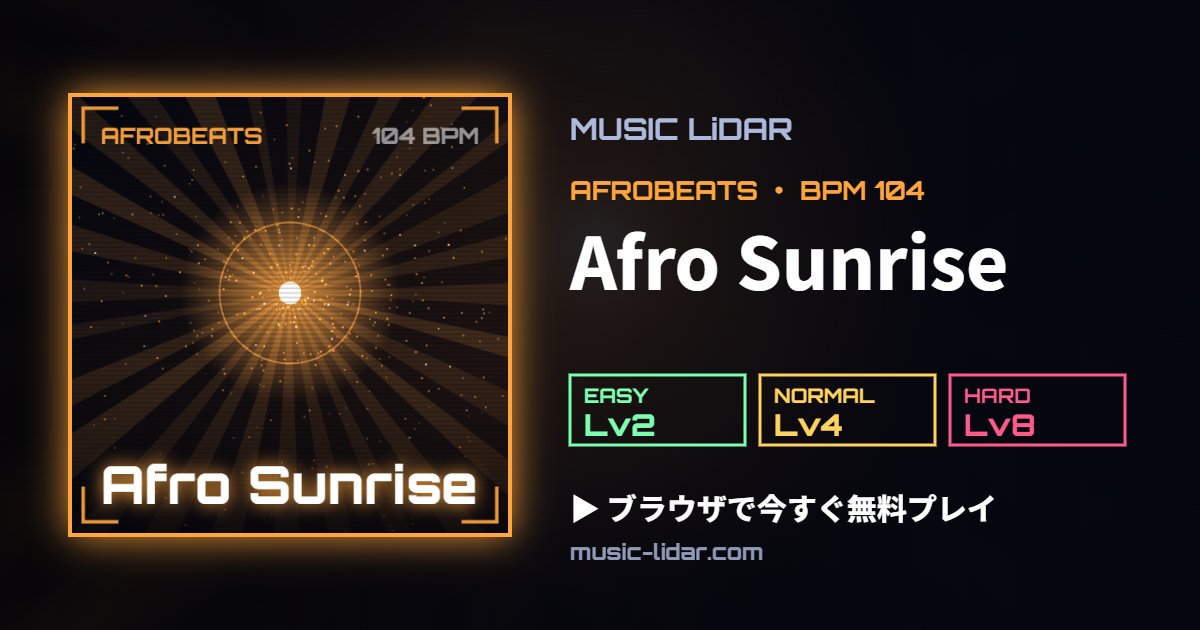 AFROBEATS
104 BPM
Afro Sunrise
MUSIC LiDAR
AFROBEATS • BPM 104
Afro Sunrise
EASY
Lv2
NORMAL
Lv4
HARD
Lv8
▶ ブラウザで今すぐ無料プレイ
music-lidar.com